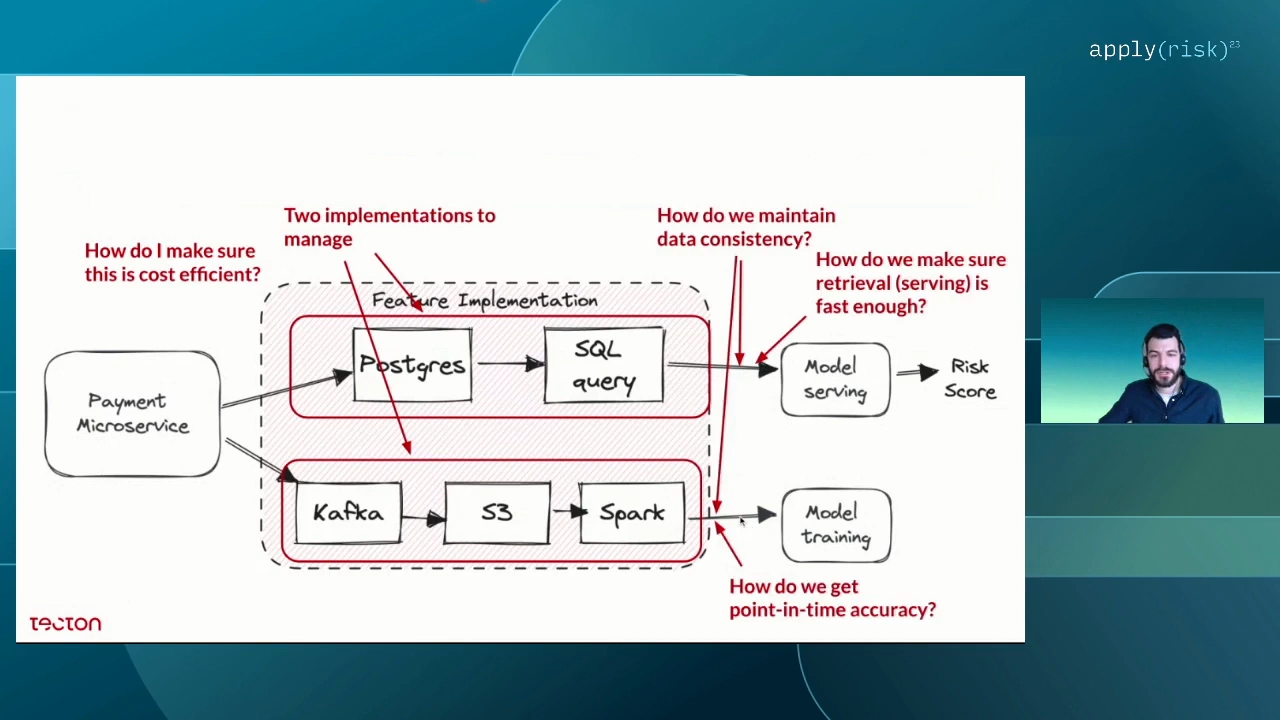 apply(risk)23
Two implementations to
manage
How do we maintain
data consistency?
How do I make sure
this is cost efficient?
How do we make sure
retrieval (serving) is
fast enough?
Feature Implementation
Payment
Microservice
Postgres
SQL
query
Model
serving
Risk
Score
Kafka
S3
Spark
Model
training
How do we get
point-in-time accuracy?
TECTON